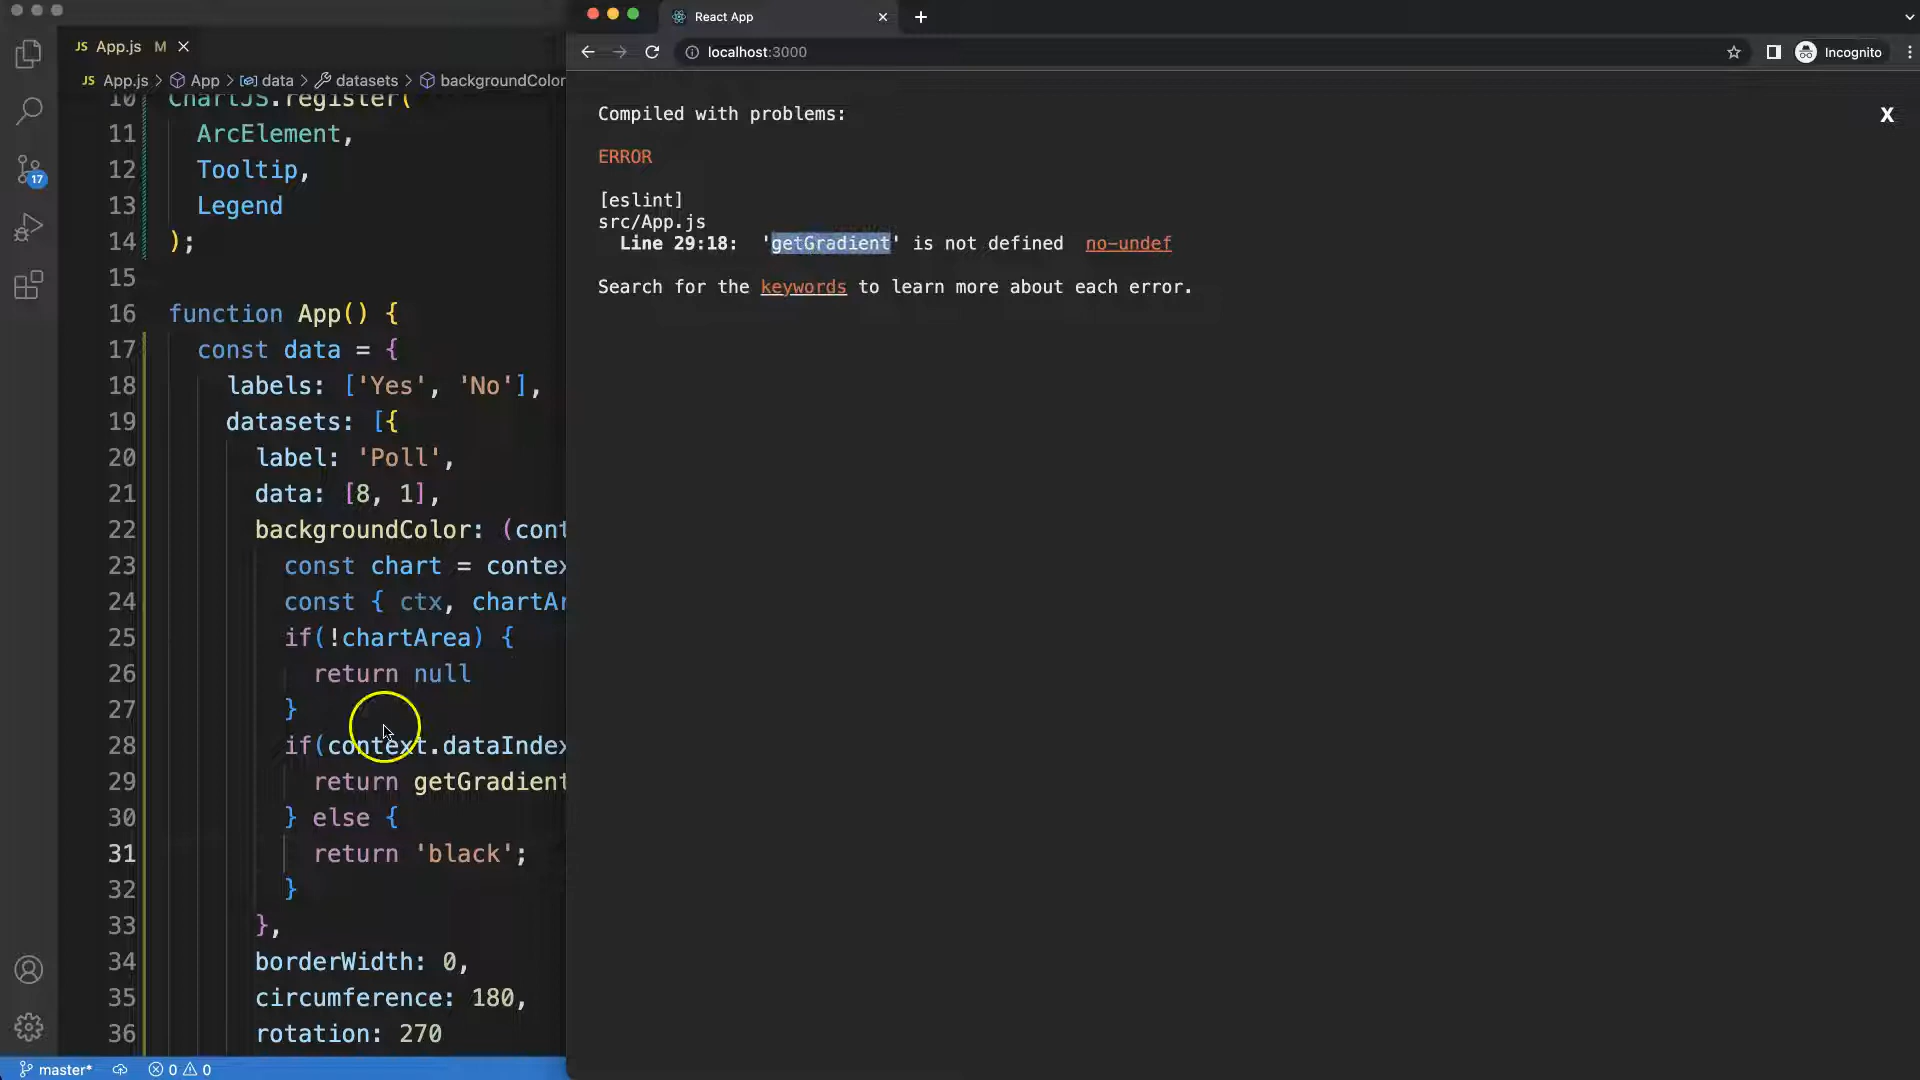 JS App.js M
JS App.js > App > data > datasets > backgroundColor
10 ChartJS.register(
11 ArcElement,
12 Tooltip,
13 Legend
14 );
15
16 function App() {
17 const data = {
18 labels: ['Yes', 'No'],
19 datasets: [{
20 label: 'Poll',
21 data: [8, 1],
22 backgroundColor: (cont
23 const chart = contex
24 const { ctx, chartAr
25 if(!chartArea) {
26 return null
27 }
28 if(context.dataIndex
29 return getGradient
30 } else {
31 return 'black';
32 }
33 },
34 borderWidth: 0,
35 circumference: 180,
36 rotation: 270
17
master* 0 0
React App
localhost:3000
Incognito
Compiled with problems:
X
ERROR
[eslint]
src/App.js
Line 29:18: 'getGradient' is not defined no-undef
Search for the keywords to learn more about each error.